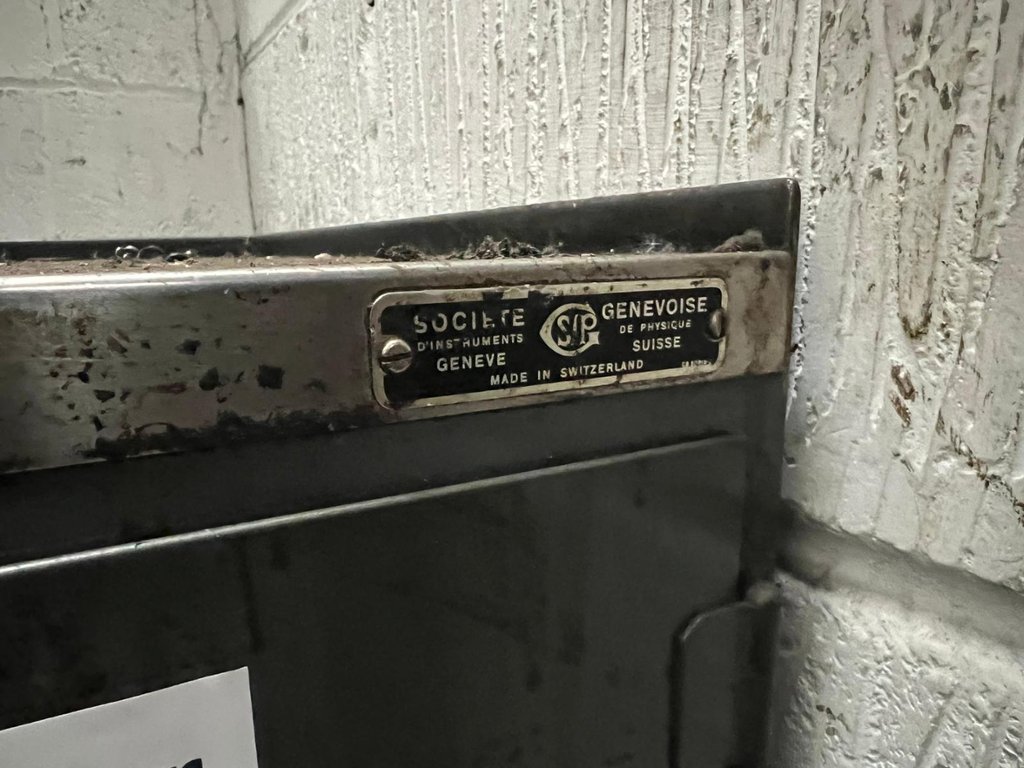 SOCIETE GENEVOISE
D'INSTRUMENTS SIP DE PHYSIQUE
GENEVE SUISSE
MADE IN SWITZERLAND